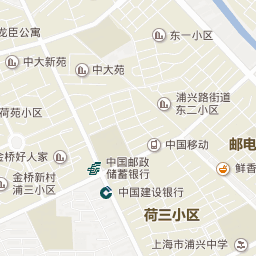 龙臣公寓
东一小区
中大新苑
中大苑
浦兴路街道
东二小区
荷苑小区
中国移动
邮电
金桥好人家
中国邮政
储蓄银行
鲜香
金桥新村
浦三小区
中国建设银行
荷三小区
上海市浦兴中学